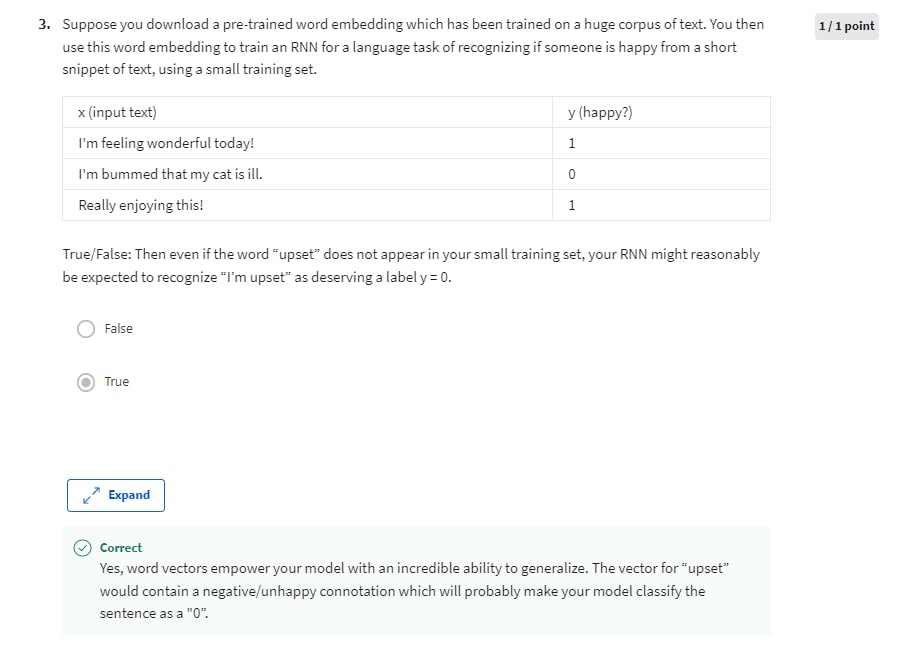 3. Suppose you download a pre-trained word embedding which has been trained on a huge corpus of text. You then
1 / 1 point
use this word embedding to train an RNN for a language task of recognizing if someone is happy from a short
snippet of text, using a small training set.
x (input text) y (happy?)
I'm feeling wonderful today! 1
I'm bummed that my cat is ill. 0
Really enjoying this! 1
True/False: Then even if the word “upset” does not appear in your small training set, your RNN might reasonably
be expected to recognize “I’m upset” as deserving a label y = 0.
False
True
Expand
Correct
Yes, word vectors empower your model with an incredible ability to generalize. The vector for “upset”
would contain a negative/unhappy connotation which will probably make your model classify the
sentence as a "0”.